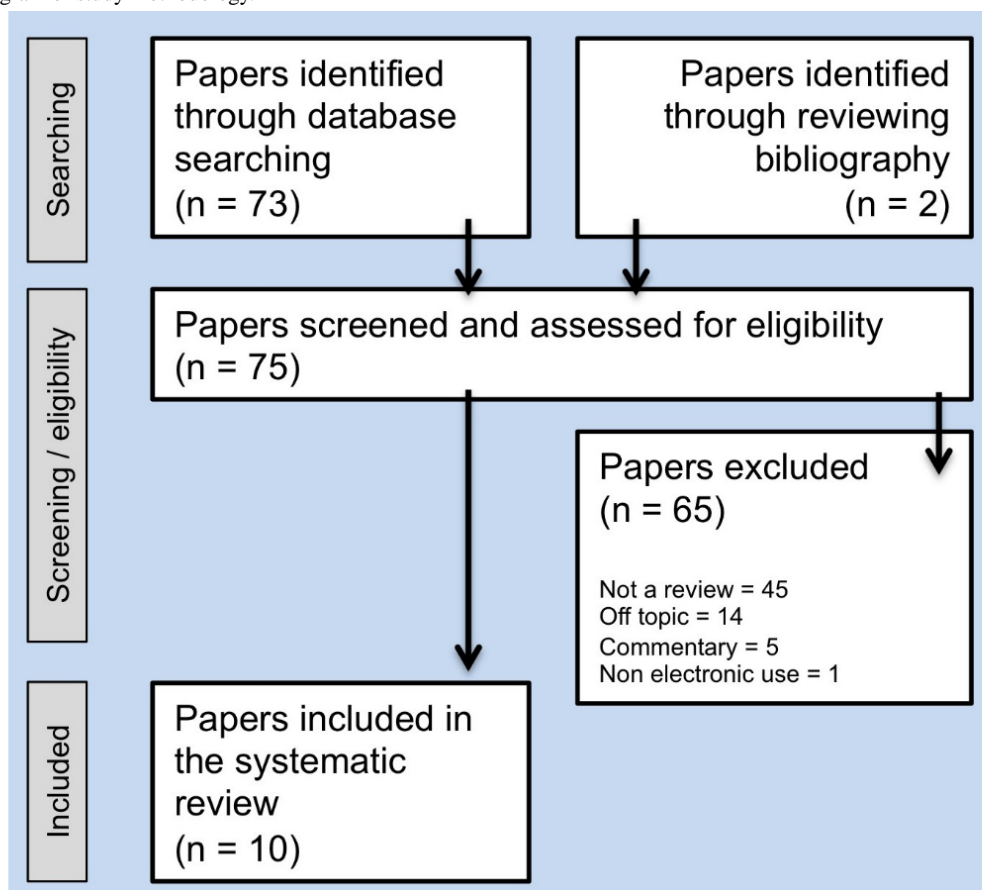 Searching
Papers identified
through database
searching
(n = 73)
Papers identified
through reviewing
bibliography
(n = 2)
Screening / eligibility
Papers screened and assessed for eligibility
(n = 75)
Papers excluded
(n = 65)
Not a review = 45
Off topic = 14
Commentary = 5
Non electronic use = 1
Included
Papers included in
the systematic
review
(n = 10)